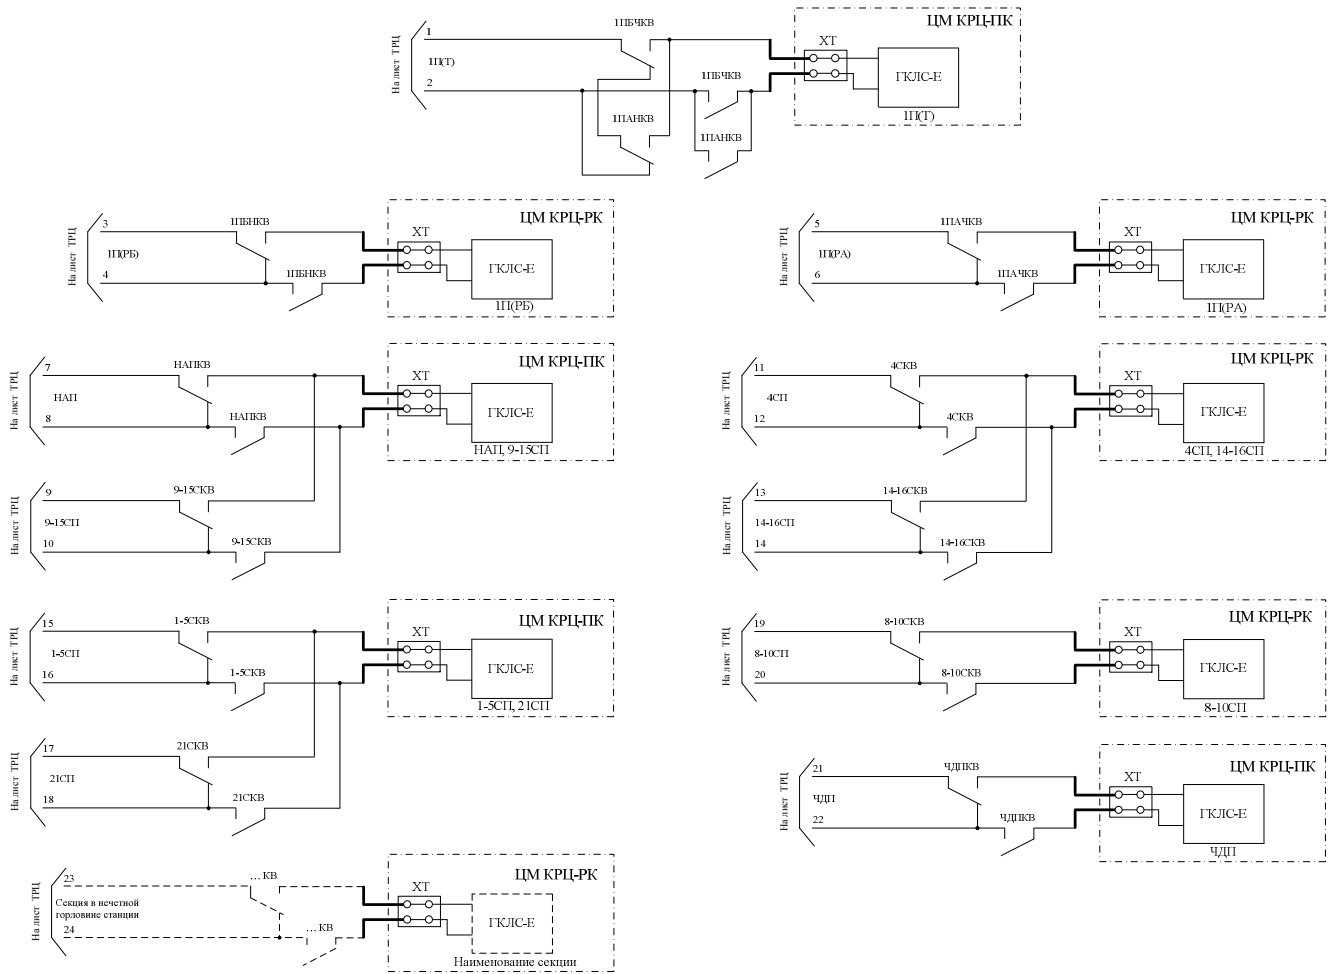 ЦМ КРЦ-ПК
1ПБЧКВ
На лист ТРЦ
1
1П(Т)
2
1ПБЧКВ
1ПАНКВ
1ПАНКВ
ХТ
ГКЛС-Е
1П(Т)
ЦМ КРЦ-РК
На лист ТРЦ
3
1П(РБ)
4
1ПБНКВ
1ПБНКВ
ХТ
ГКЛС-Е
1П(РБ)
ЦМ КРЦ-РК
На лист ТРЦ
5
1П(РА)
6
1ПАЧКВ
1ПАЧКВ
ХТ
ГКЛС-Е
1П(РА)
ЦМ КРЦ-ПК
На лист ТРЦ
7
НАП
8
НАПКВ
НАПКВ
ХТ
ГКЛС-Е
НАП, 9-15СП
На лист ТРЦ
9
9-15СП
10
9-15СКВ
9-15СКВ
ЦМ КРЦ-РК
На лист ТРЦ
11
4СП
12
4СКВ
4СКВ
ХТ
ГКЛС-Е
4СП, 14-16СП
На лист ТРЦ
13
14-16СП
14
14-16СКВ
14-16СКВ
ЦМ КРЦ-ПК
На лист ТРЦ
15
1-5СП
16
1-5СКВ
1-5СКВ
ХТ
ГКЛС-Е
1-5СП, 21СП
На лист ТРЦ
17
21СП
18
21СКВ
21СКВ
ЦМ КРЦ-РК
На лист ТРЦ
19
8-10СП
20
8-10СКВ
8-10СКВ
ХТ
ГКЛС-Е
8-10СП
ЦМ КРЦ-ПК
На лист ТРЦ
21
ЧДП
22
ЧДПКВ
ЧДПКВ
ХТ
ГКЛС-Е
ЧДП
ЦМ КРЦ-РК
На лист ТРЦ
23
Секция в нечетной
горловине станции
24
...КВ
...КВ
ХТ
ГКЛС-Е
Наименование секции